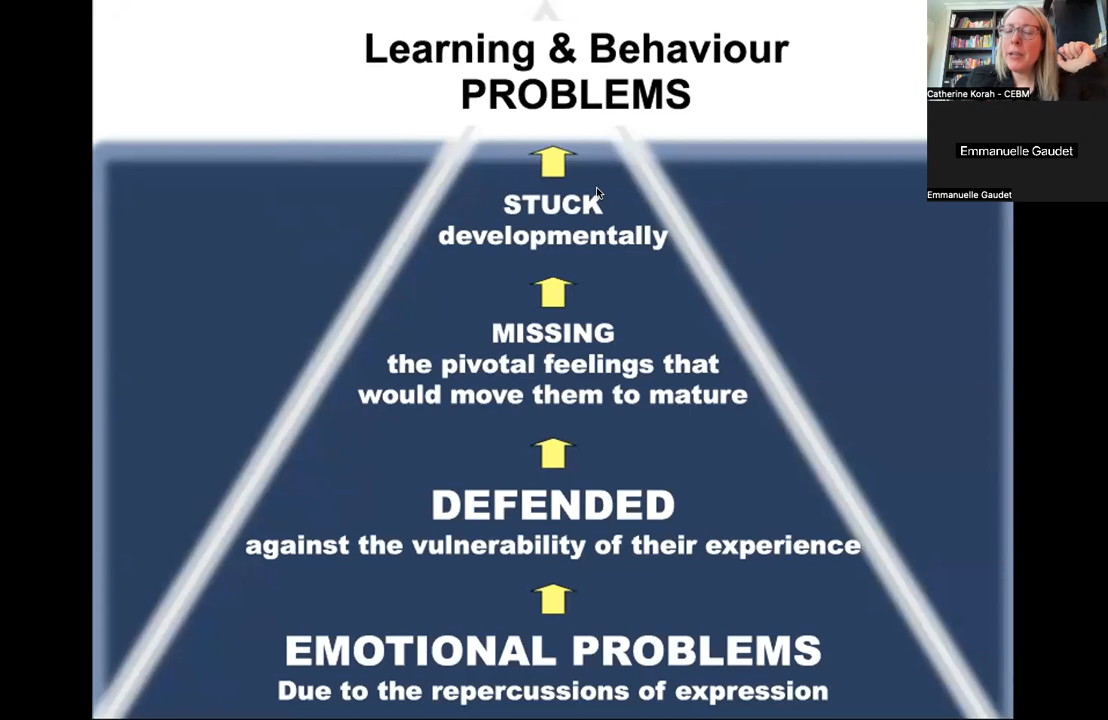 Learning & Behaviour
PROBLEMS
STUCK
developmentally
MISSING
the pivotal feelings that
would move them to mature
DEFENDED
against the vulnerability of their experience
EMOTIONAL PROBLEMS
Due to the repercussions of expression
Catherine Korah - CEBM
Emmanuelle Gaudet
Emmanuelle Gaudet